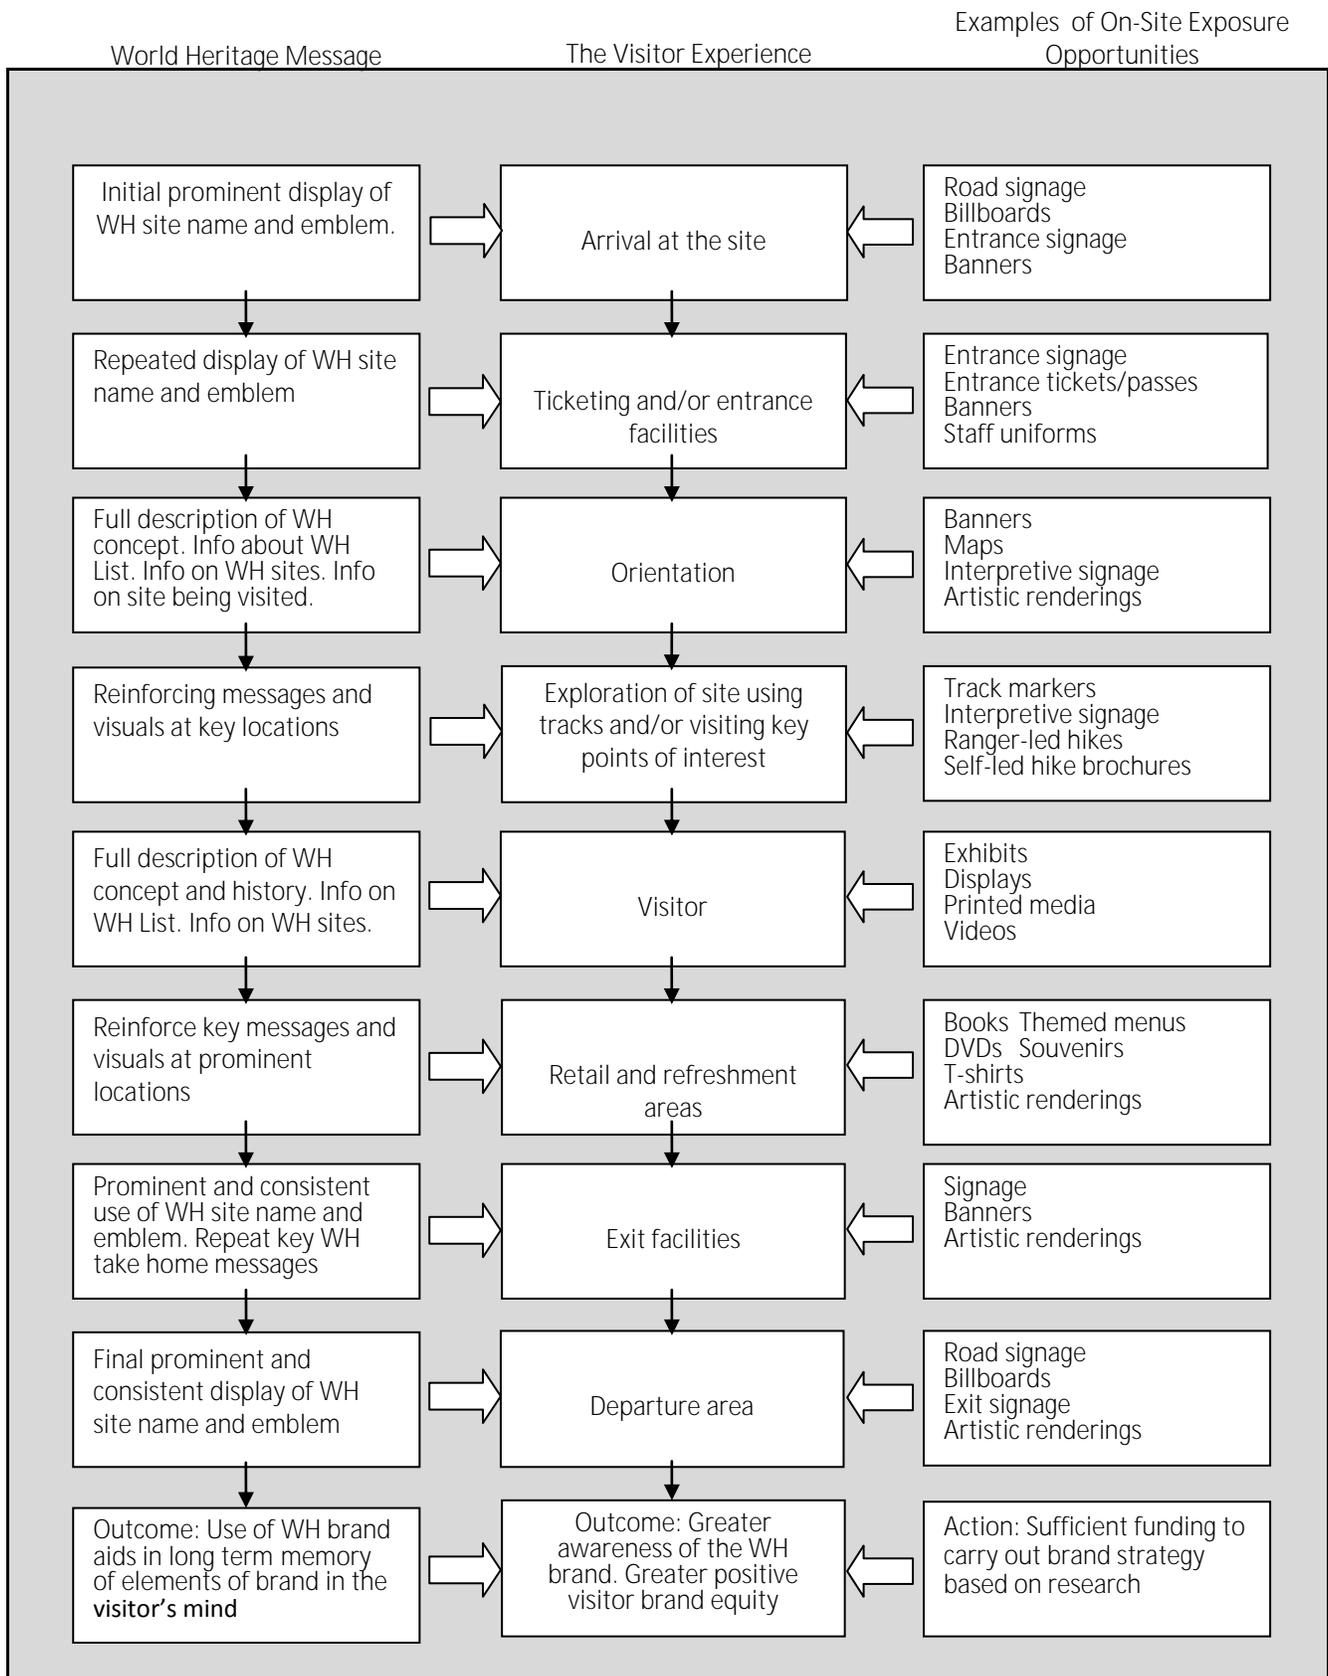 World Heritage Message
The Visitor Experience
Examples of On-Site Exposure
Opportunities
Initial prominent display of
WH site name and emblem.
Arrival at the site
Road signage
Billboards
Entrance signage
Banners
Repeated display of WH site
name and emblem
Ticketing and/or entrance
facilities
Entrance signage
Entrance tickets/passes
Banners
Staff uniforms
Full description of WH
concept. Info about WH
List. Info on WH sites. Info
on site being visited.
Orientation
Banners
Maps
Interpretive signage
Artistic renderings
Reinforcing messages and
visuals at key locations
Exploration of site using
tracks and/or visiting key
points of interest
Track markers
Interpretive signage
Ranger-led hikes
Self-led hike brochures
Full description of WH
concept and history. Info on
WH List. Info on WH sites.
Visitor
Exhibits
Displays
Printed media
Videos
Reinforce key messages and
visuals at prominent
locations
Retail and refreshment
areas
Books Themed menus
DVDs Souvenirs
T-shirts
Artistic renderings
Prominent and consistent
use of WH site name and
emblem. Repeat key WH
take home messages
Exit facilities
Signage
Banners
Artistic renderings
Final prominent and
consistent display of WH
site name and emblem
Departure area
Road signage
Billboards
Exit signage
Artistic renderings
Outcome: Use of WH brand
aids in long term memory
of elements of brand in the
visitor's mind
Outcome: Greater
awareness of the WH
brand. Greater positive
visitor brand equity
Action: Sufficient funding to
carry out brand strategy
based on research